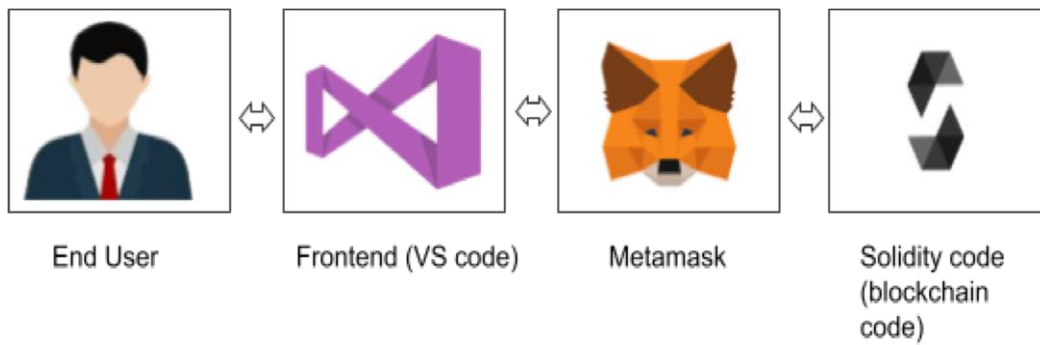 End User
Frontend (VS code)
Metamask
Solidity code
(blockchain
code)